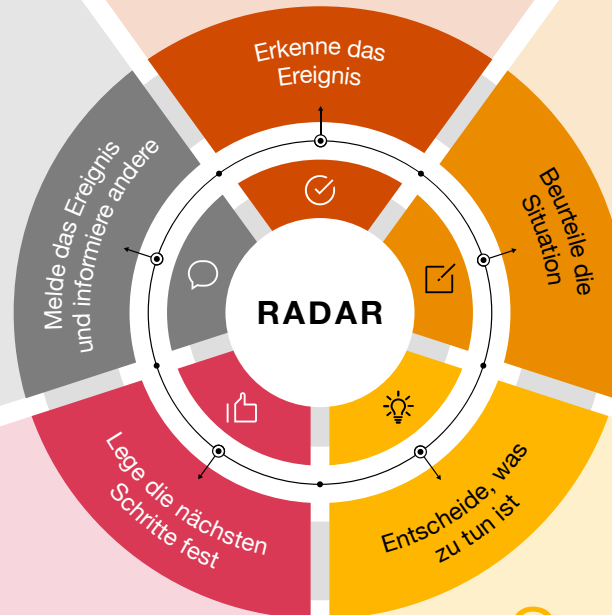 RADAR
Erkenne das
Ereignis
Beurteile die
Situation
Entscheide, was
zu tun ist
Lege die nächsten
Schritte fest
Melde das Ereignis
und informiere andere